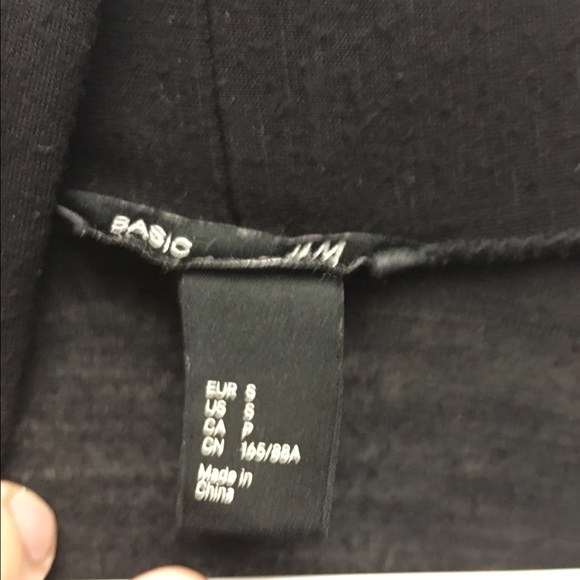 BASIC
EUR S
US S
CA P
CN 165/88A
Made in
China